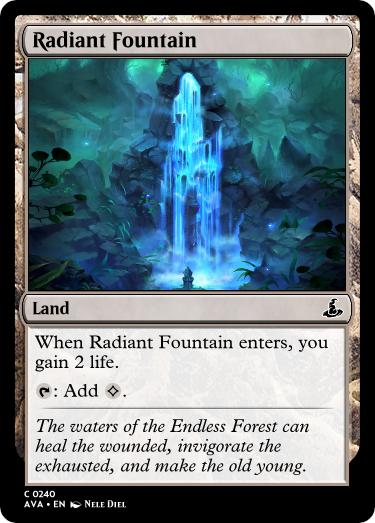 Radiant Fountain
Land
When Radiant Fountain enters, you
gain 2 life.
: Add .
The waters of the Endless Forest can
heal the wounded, invigorate the
exhausted, and make the old young.
C 0240
AVA • EN Nele Diel